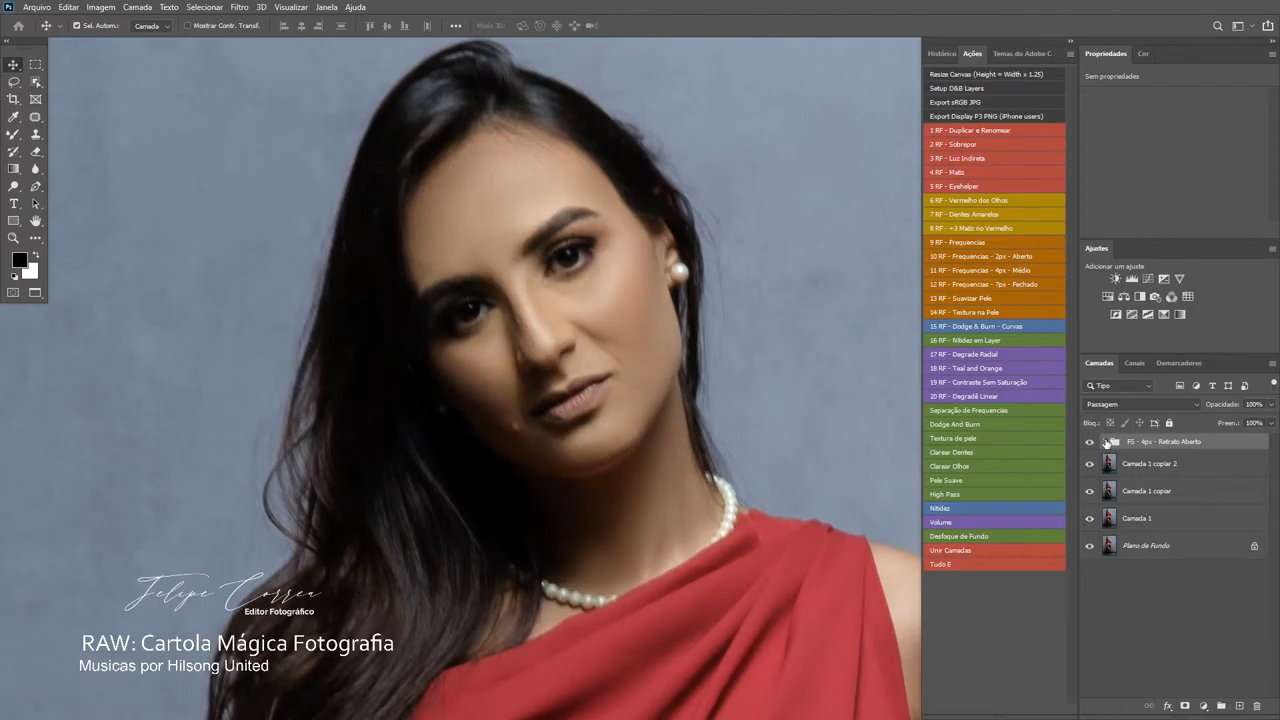 Ps Arquivo Editar Imagem Camada Texto Selecionar Filtro 3D Visualizar Janela Ajuda
Selec. Autom.: Camada Mostrar Contr. Transf. ••• Modo 3D:
Histórico Ações Temas do Adobe C
Resize Canvas (Height = Width x 1.25)
Setup D&B Layers
Export sRGB JPG
Export Display P3 PNG (iPhone users)
1 RF - Duplicar e Renomear
2 RF - Sobrepor
3 RF - Luz Indireta
4 RF - Matiz
5 RF - Eyehelper
6 RF - Vermelho dos Olhos
7 RF - Dentes Amarelos
8 RF - +3 Matiz no Vermelho
9 RF - Frequencias
10 RF - Frequencias - 2px - Aberto
11 RF - Frequencias - 4px - Médio
12 RF - Frequencias - 7px - Fechado
13 RF - Suavizar Pele
14 RF - Textura na Pele
15 RF - Dodge & Burn - Curvas
16 RF - Nitidez em Layer
17 RF - Degrade Radial
18 RF - Teal and Orange
19 RF - Contraste Sem Saturação
20 RF - Degradê Linear
Separação de Frequencias
Dodge And Burn
Textura de pele
Clarear Dentes
Clarear Olhos
Pele Suave
High Pass
Nitidez
Volume
Desfoque de Fundo
Unir Camadas
Tudo E
Propriedades Cor
Sem propriedades
Ajustes
Adicionar um ajuste
Camadas Canais Demarcadores
Tipo
Passagem Opacidade: 100%
Bloq.: Preen.: 100%
FS - 4px - Retrato Aberto
Camada 1 copiar 2
Camada 1 copiar
Camada 1
Plano de Fundo
Felipe Correa
Editor Fotográfico
RAW: Cartola Mágica Fotografia
Musicas por Hilsong United